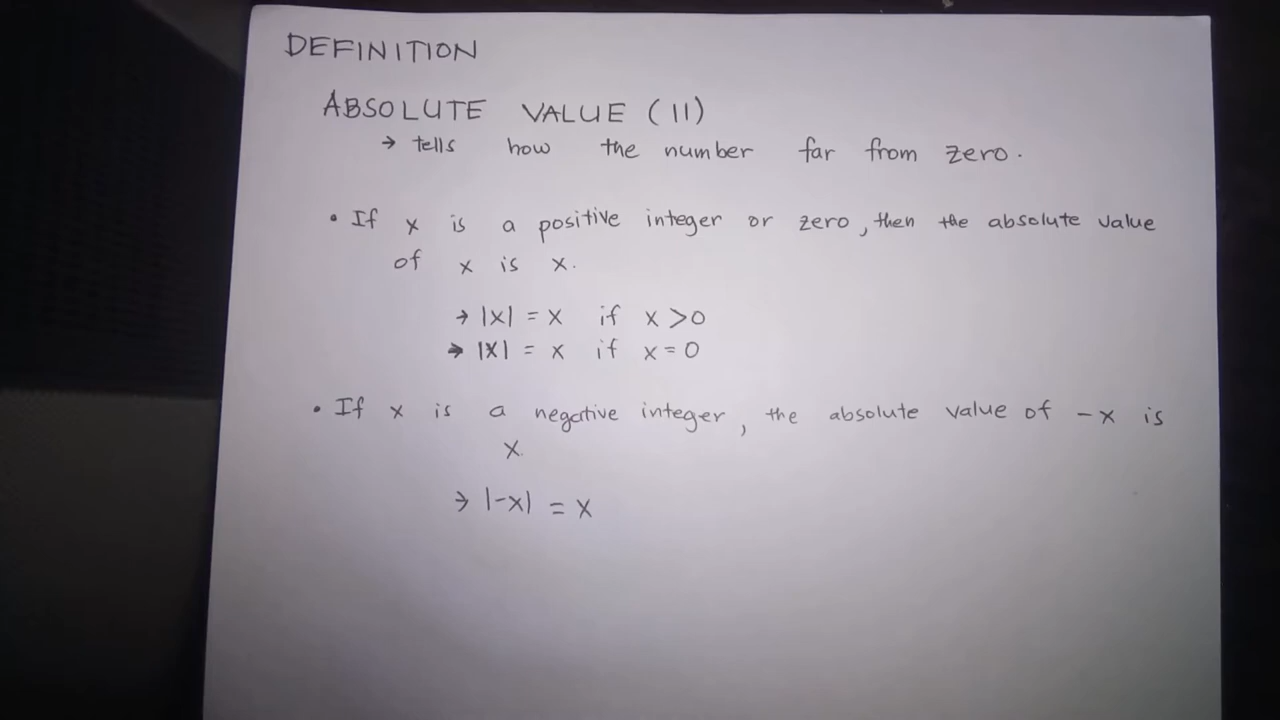 DEFINITION
ABSOLUTE VALUE (||)
→ tells how the number far from zero.
• If x is a positive integer or zero, then the absolute value
of x is x.
→ |x| = x if x > 0
→ |x| = x if x = 0
• If x is a negative integer, the absolute value of -x is
x.
→ |-x| = x